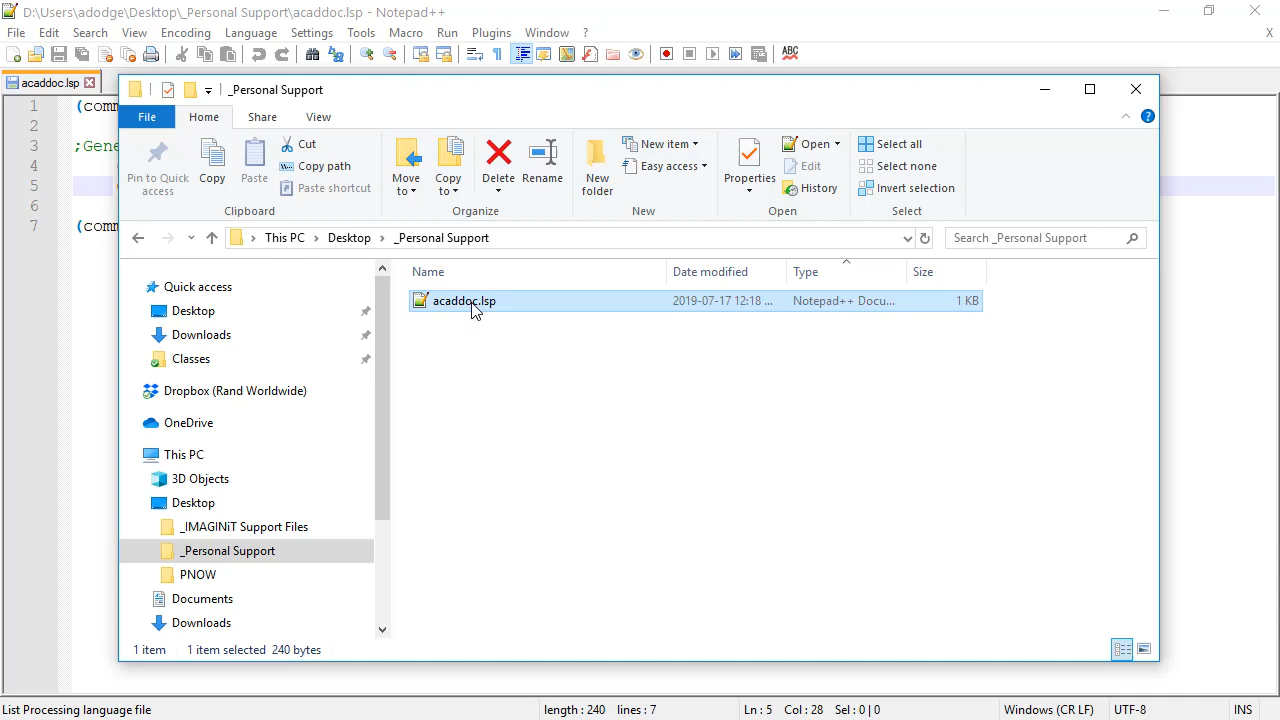 D:\Users\adodge\Desktop\_Personal Support\acaddoc.lsp - Notepad++
File Edit Search View Encoding Language Settings Tools Macro Run Plugins Window ? X
acaddoc.lsp
1 (comm
2
3 ;Gene
4
5
6
7 (comm
_Personal Support
File Home Share View
Pin to Quick access
Copy
Paste
Cut
Copy path
Paste shortcut
Clipboard
Move to
Copy to
Delete
Rename
Organize
New folder
New item
Easy access
New
Properties
Open
Edit
History
Open
Select all
Select none
Invert selection
Select
This PC > Desktop > _Personal Support
Search _Personal Support
Name Date modified Type Size
acaddoc.lsp 2019-07-17 12:18 ... Notepad++ Docu... 1 KB
Quick access
Desktop
Downloads
Classes
Dropbox (Rand Worldwide)
OneDrive
This PC
3D Objects
Desktop
_IMAGINiT Support Files
_Personal Support
PNOW
Documents
Downloads
1 item 1 item selected 240 bytes
List Processing language file length : 240 lines : 7 Ln : 5 Col : 28 Sel : 0 | 0 Windows (CR LF) UTF-8 INS